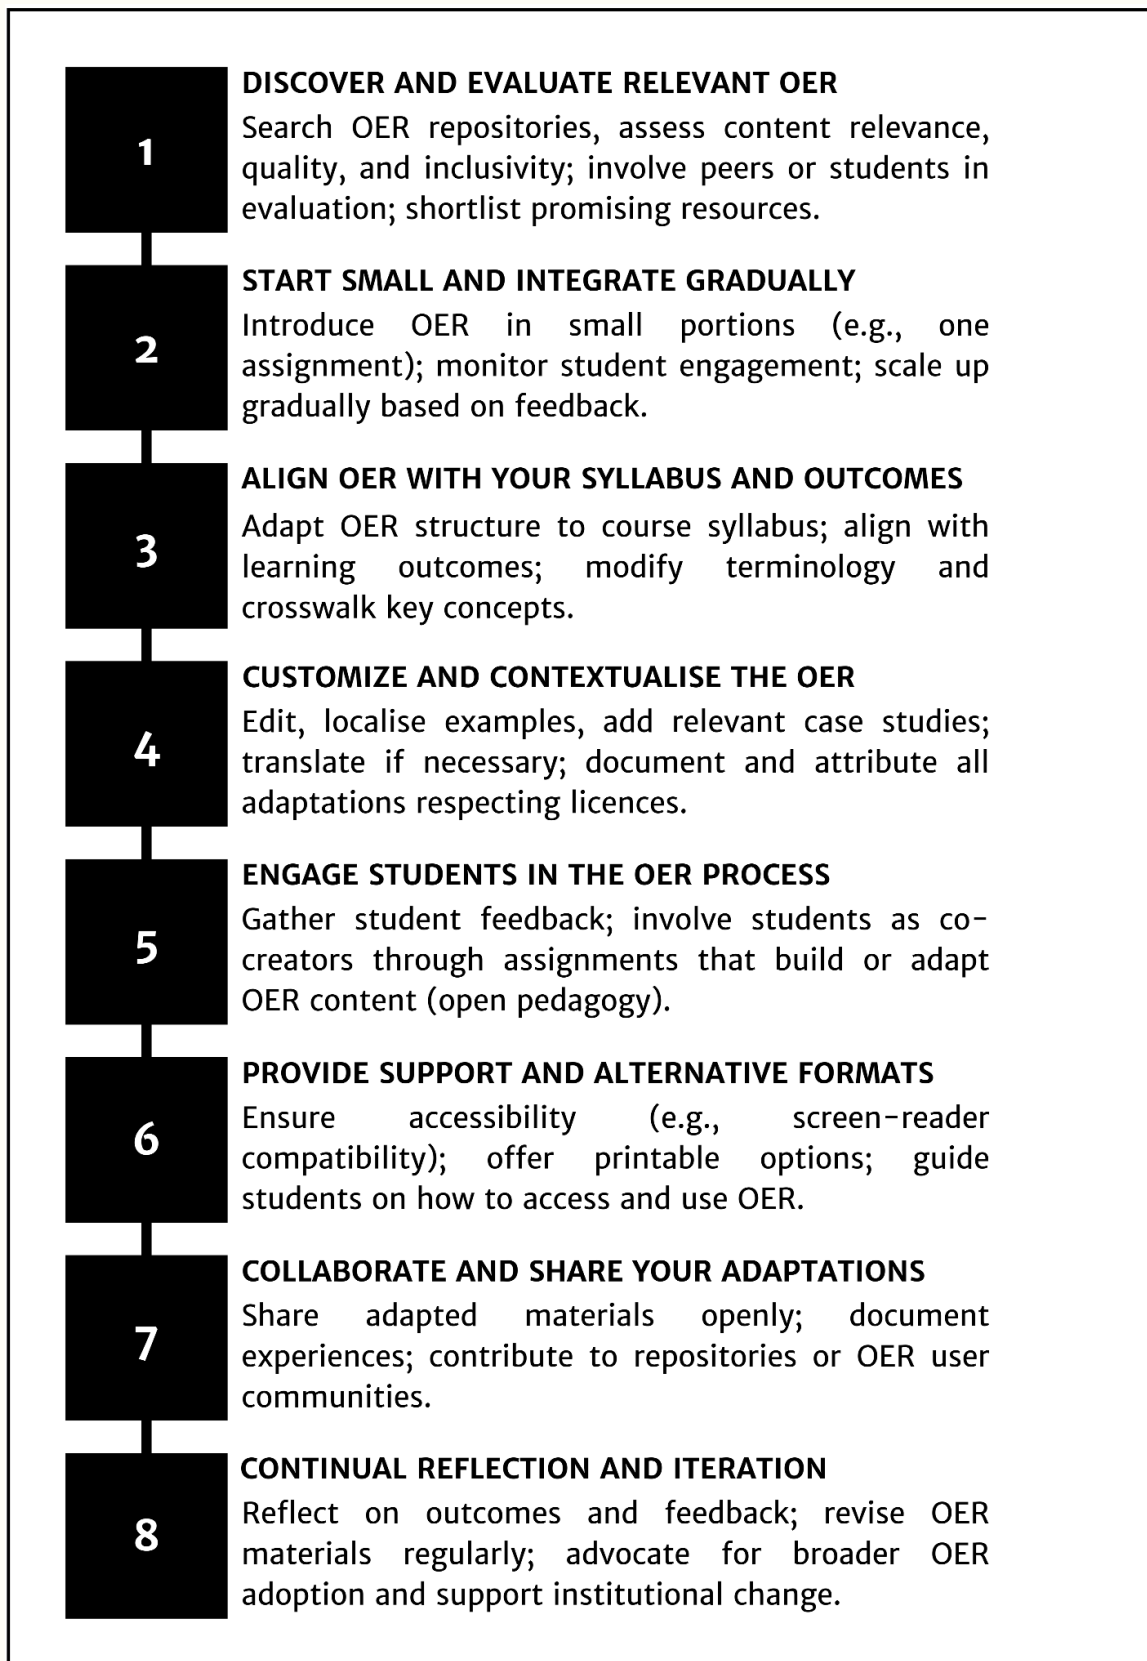 1
DISCOVER AND EVALUATE RELEVANT OER
Search OER repositories, assess content relevance,
quality, and inclusivity; involve peers or students in
evaluation; shortlist promising resources.
2
START SMALL AND INTEGRATE GRADUALLY
Introduce OER in small portions (e.g., one
assignment); monitor student engagement; scale up
gradually based on feedback.
3
ALIGN OER WITH YOUR SYLLABUS AND OUTCOMES
Adapt OER structure to course syllabus; align with
learning outcomes; modify terminology and
crosswalk key concepts.
4
CUSTOMIZE AND CONTEXTUALISE THE OER
Edit, localise examples, add relevant case studies;
translate if necessary; document and attribute all
adaptations respecting licences.
5
ENGAGE STUDENTS IN THE OER PROCESS
Gather student feedback; involve students as co-
creators through assignments that build or adapt
OER content (open pedagogy).
6
PROVIDE SUPPORT AND ALTERNATIVE FORMATS
Ensure accessibility (e.g., screen-reader
compatibility); offer printable options; guide
students on how to access and use OER.
7
COLLABORATE AND SHARE YOUR ADAPTATIONS
Share adapted materials openly; document
experiences; contribute to repositories or OER user
communities.
8
CONTINUAL REFLECTION AND ITERATION
Reflect on outcomes and feedback; revise OER
materials regularly; advocate for broader OER
adoption and support institutional change.